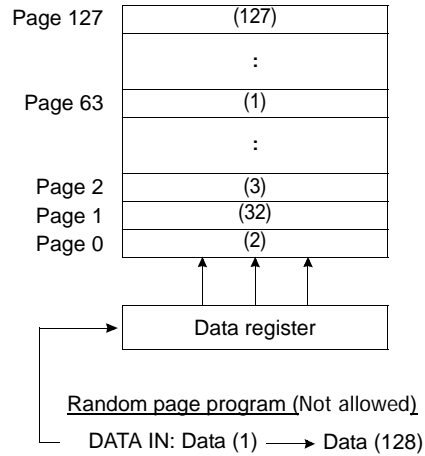 Page 127 (127)
:
Page 63 (1)
:
Page 2 (3)
Page 1 (32)
Page 0 (2)
Data register
Random page program (Not allowed)
DATA IN: Data (1) Data (128)